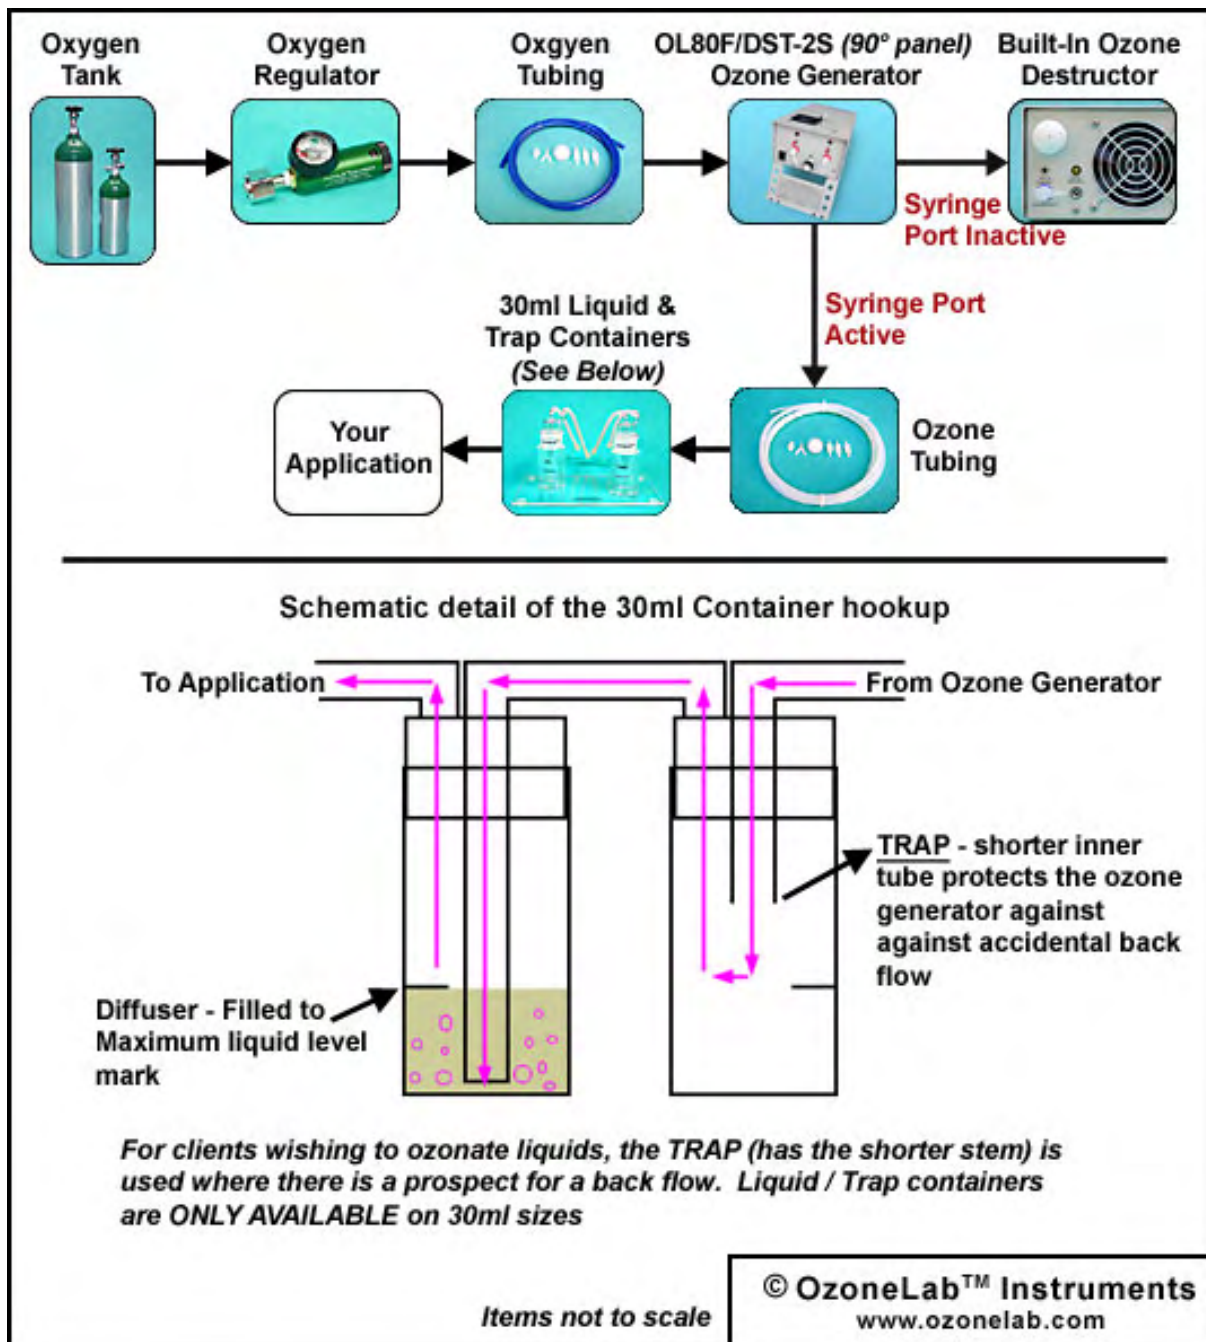 Oxygen
Tank
Oxygen
Regulator
Oxgyen
Tubing
OL80F/DST-2S (90° panel)
Ozone Generator
Built-In Ozone
Destructor
Syringe
Port Inactive
Syringe Port
Active
30ml Liquid &
Trap Containers
(See Below)
Your
Application
Ozone
Tubing
Schematic detail of the 30ml Container hookup
To Application
From Ozone Generator
TRAP - shorter inner
tube protects the ozone
generator against
against accidental back
flow
Diffuser - Filled to
Maximum liquid level
mark
For clients wishing to ozonate liquids, the TRAP (has the shorter stem) is
used where there is a prospect for a back flow. Liquid / Trap containers
are ONLY AVAILABLE on 30ml sizes
Items not to scale
© OzoneLab™ Instruments
www.ozonelab.com